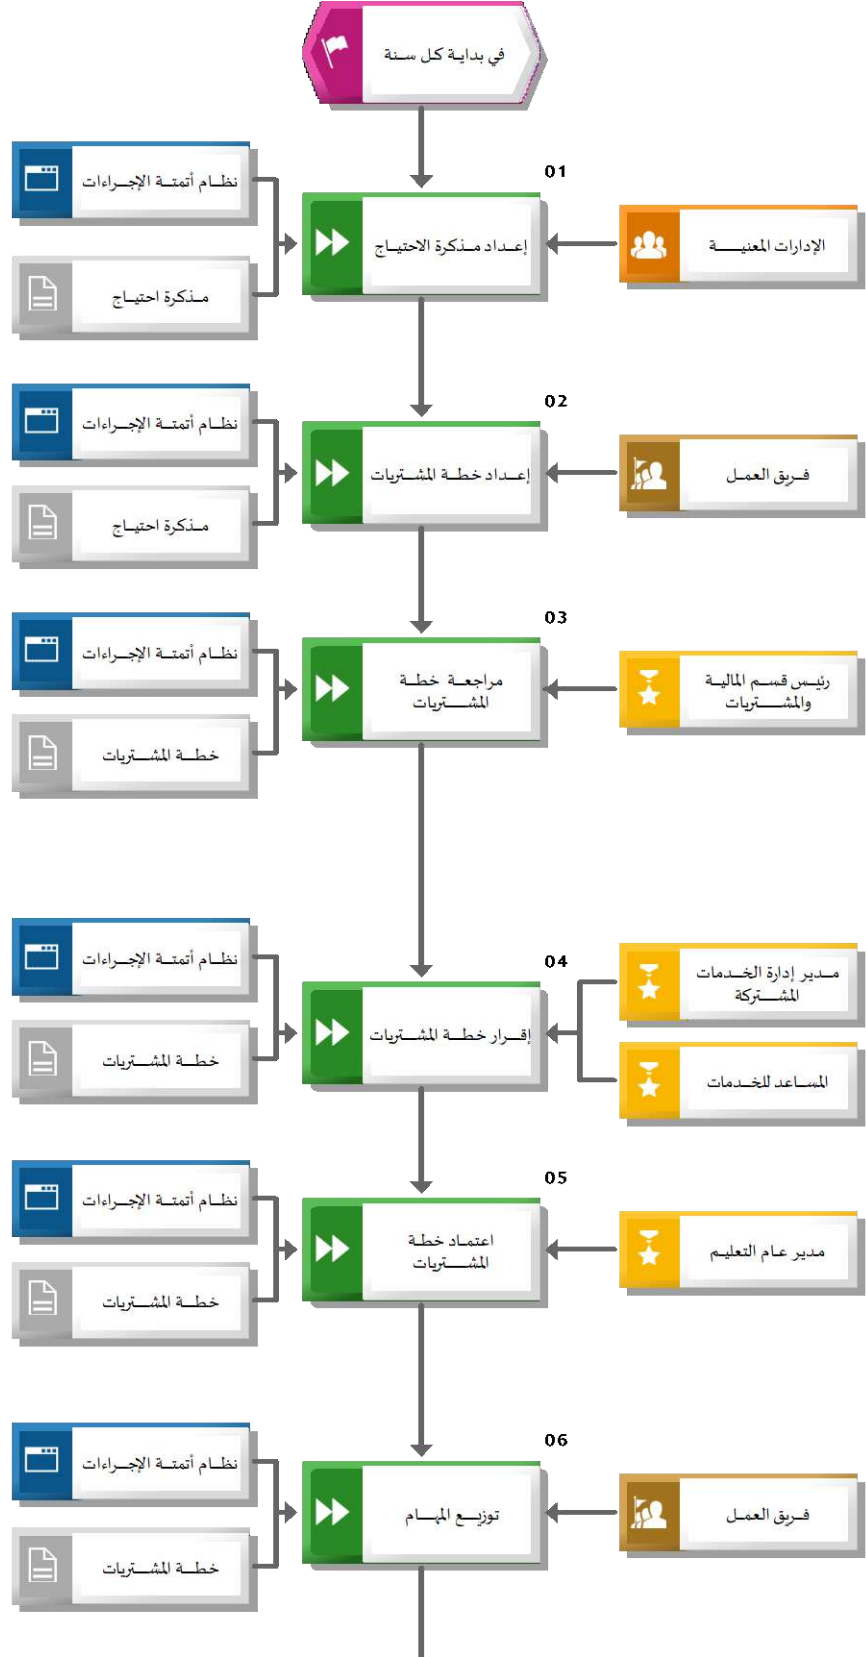 في بداية كل سنة
01
الإدارات المعنية
إعداد مذكرة الاحتياج
نظام أتمتة الإجراءات
مذكرة احتياج
02
فريق العمل
إعداد خطة المشتريات
نظام أتمتة الإجراءات
مذكرة احتياج
03
رئيس قسم المالية
والمشتريات
مراجعة خطة
المشتريات
نظام أتمتة الإجراءات
خطة المشتريات
04
مدير إدارة الخدمات
المشتركة
المساعد للخدمات
إقرار خطة المشتريات
نظام أتمتة الإجراءات
خطة المشتريات
05
مدير عام التعليم
اعتماد خطة
المشتريات
نظام أتمتة الإجراءات
خطة المشتريات
06
فريق العمل
توزيع المهام
نظام أتمتة الإجراءات
خطة المشتريات